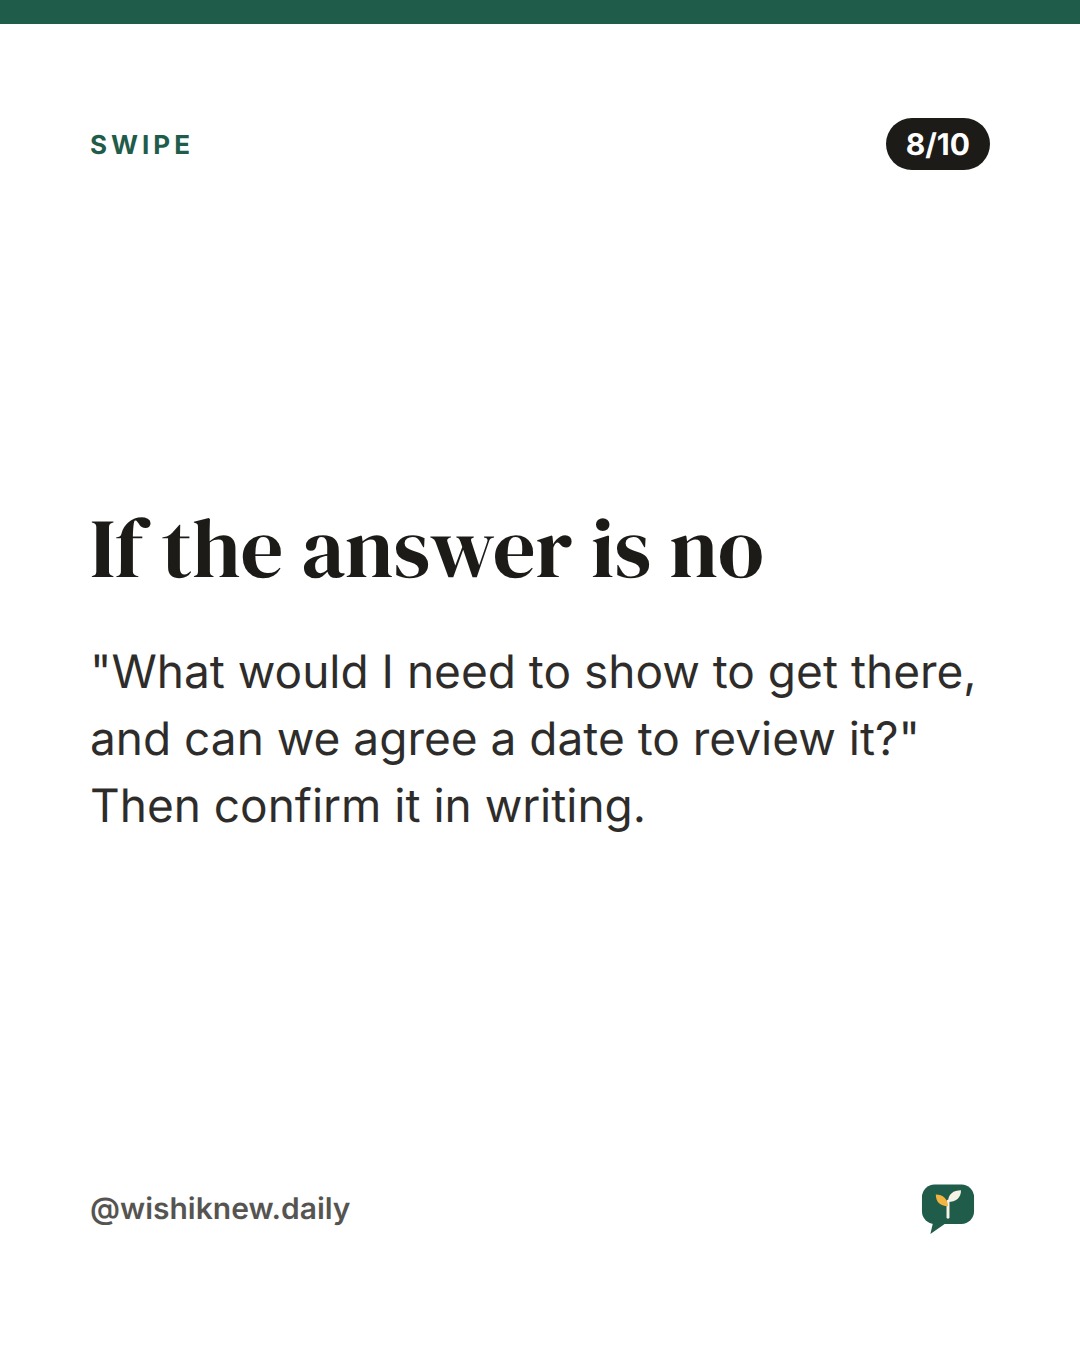 SWIPE
8/10
If the answer is no
"What would I need to show to get there,
and can we agree a date to review it?"
Then confirm it in writing.
@wishiknew.daily